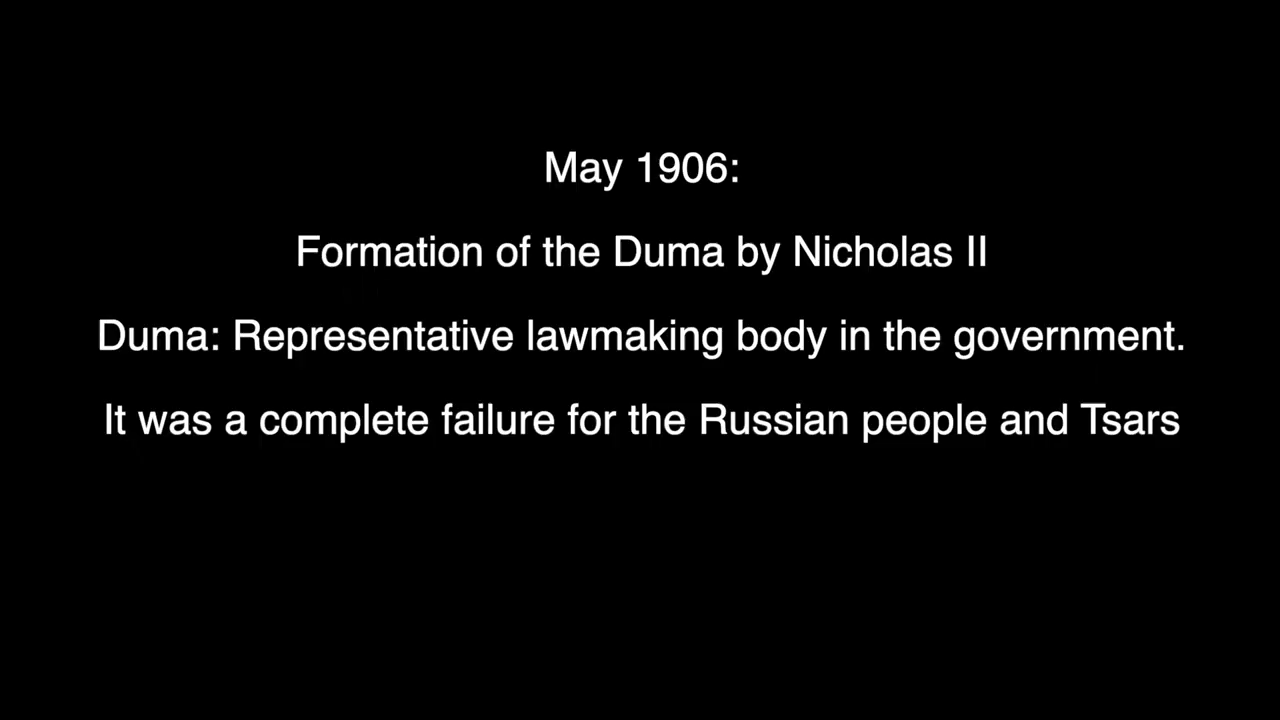 May 1906:
Formation of the Duma by Nicholas II
Duma: Representative lawmaking body in the government.
It was a complete failure for the Russian people and Tsars